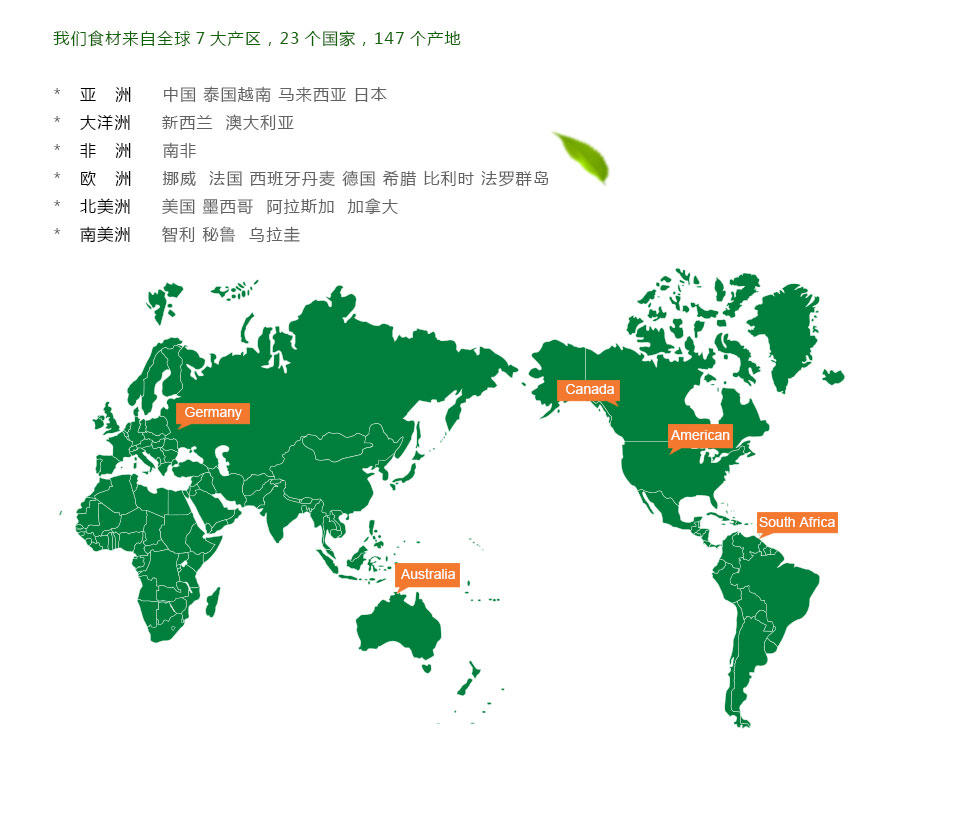 我们食材来自全球7大产区，23个国家，147个产地
* 亚 洲 中国 泰国越南 马来西亚 日本
* 大洋洲 新西兰 澳大利亚
* 非 洲 南非
* 欧 洲 挪威 法国 西班牙丹麦 德国 希腊 比利时 法罗群岛
* 北美洲 美国 墨西哥 阿拉斯加 加拿大
* 南美洲 智利 秘鲁 乌拉圭
Canada
Germany
American
South Africa
Australia